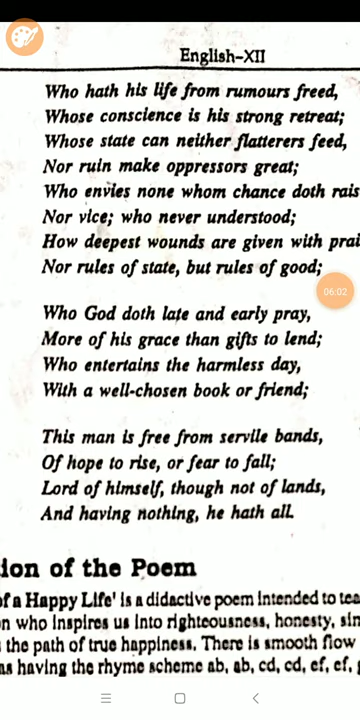 English-XII
Who hath his life from rumours freed,
Whose conscience is his strong retreat;
Whose state can neither flatterers feed,
Nor ruin make oppressors great;
Who envies none whom chance doth rais
Nor vice; who never understood;
How deepest wounds are given with prai
Nor rules of state, but rules of good;
06:02
Who God doth late and early pray,
More of his grace than gifts to lend;
Who entertains the harmless day,
With a well-chosen book or friend;
This man is free from servile bands,
Of hope to rise, or fear to fall;
Lord of himself, though not of lands,
And having nothing, he hath all.
ion of the Poem
of a Happy Life' is a didactic poem intended to tea
n who inspires us into righteousness, honesty, sin
the path of true happiness. There is smooth flow
as having the rhyme scheme ab, ab, cd, cd, ef, ef,